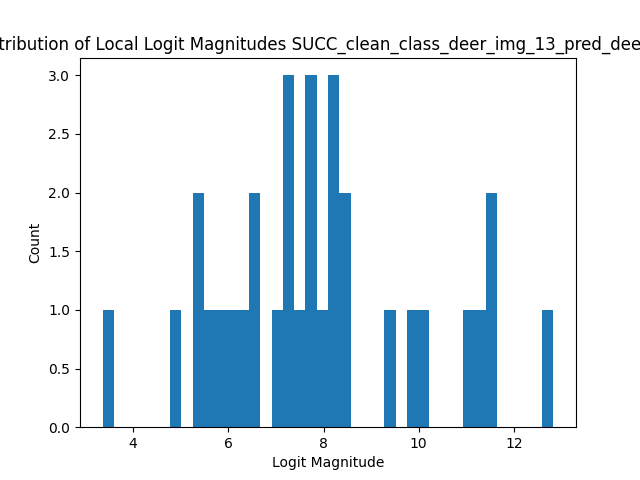 tribution of Local Logit Magnitudes SUCC_clean_class_deer_img_13_pred_dee
3.0
2.5
2.0
1.5
1.0
0.5
0.0
Count
4 6 8 10 12
Logit Magnitude